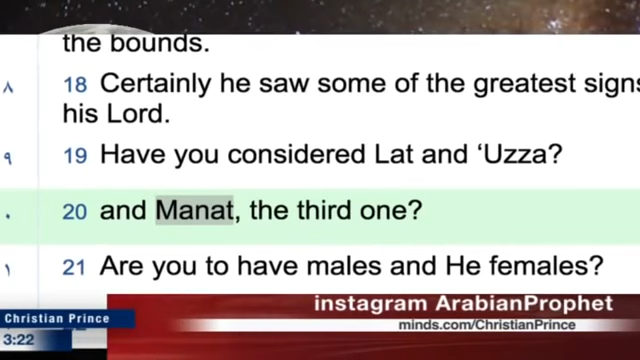 the bounds.
٨ 18 Certainly he saw some of the greatest signs
his Lord.
٩ 19 Have you considered Lat and ‘Uzza?
٠ 20 and Manat, the third one?
١ 21 Are you to have males and He females?
instagram ArabianProphet
Christian Prince
minds.com/ChristianPrince
3:22